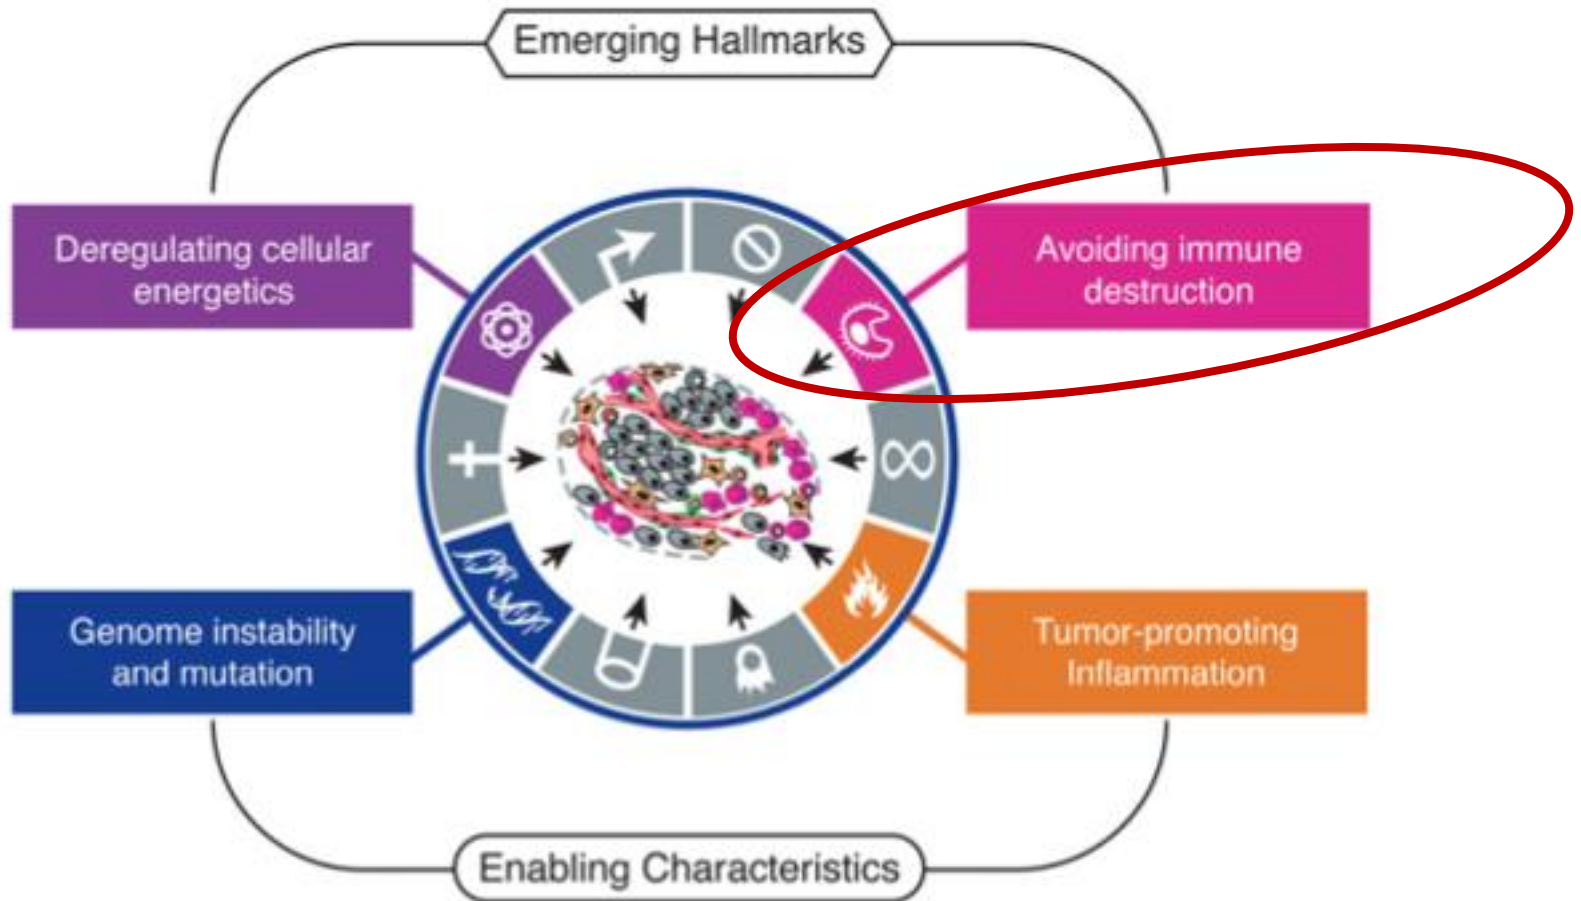 Emerging Hallmarks
Deregulating cellular
energetics
Avoiding immune
destruction
Genome instability
and mutation
Tumor-promoting
Inflammation
Enabling Characteristics